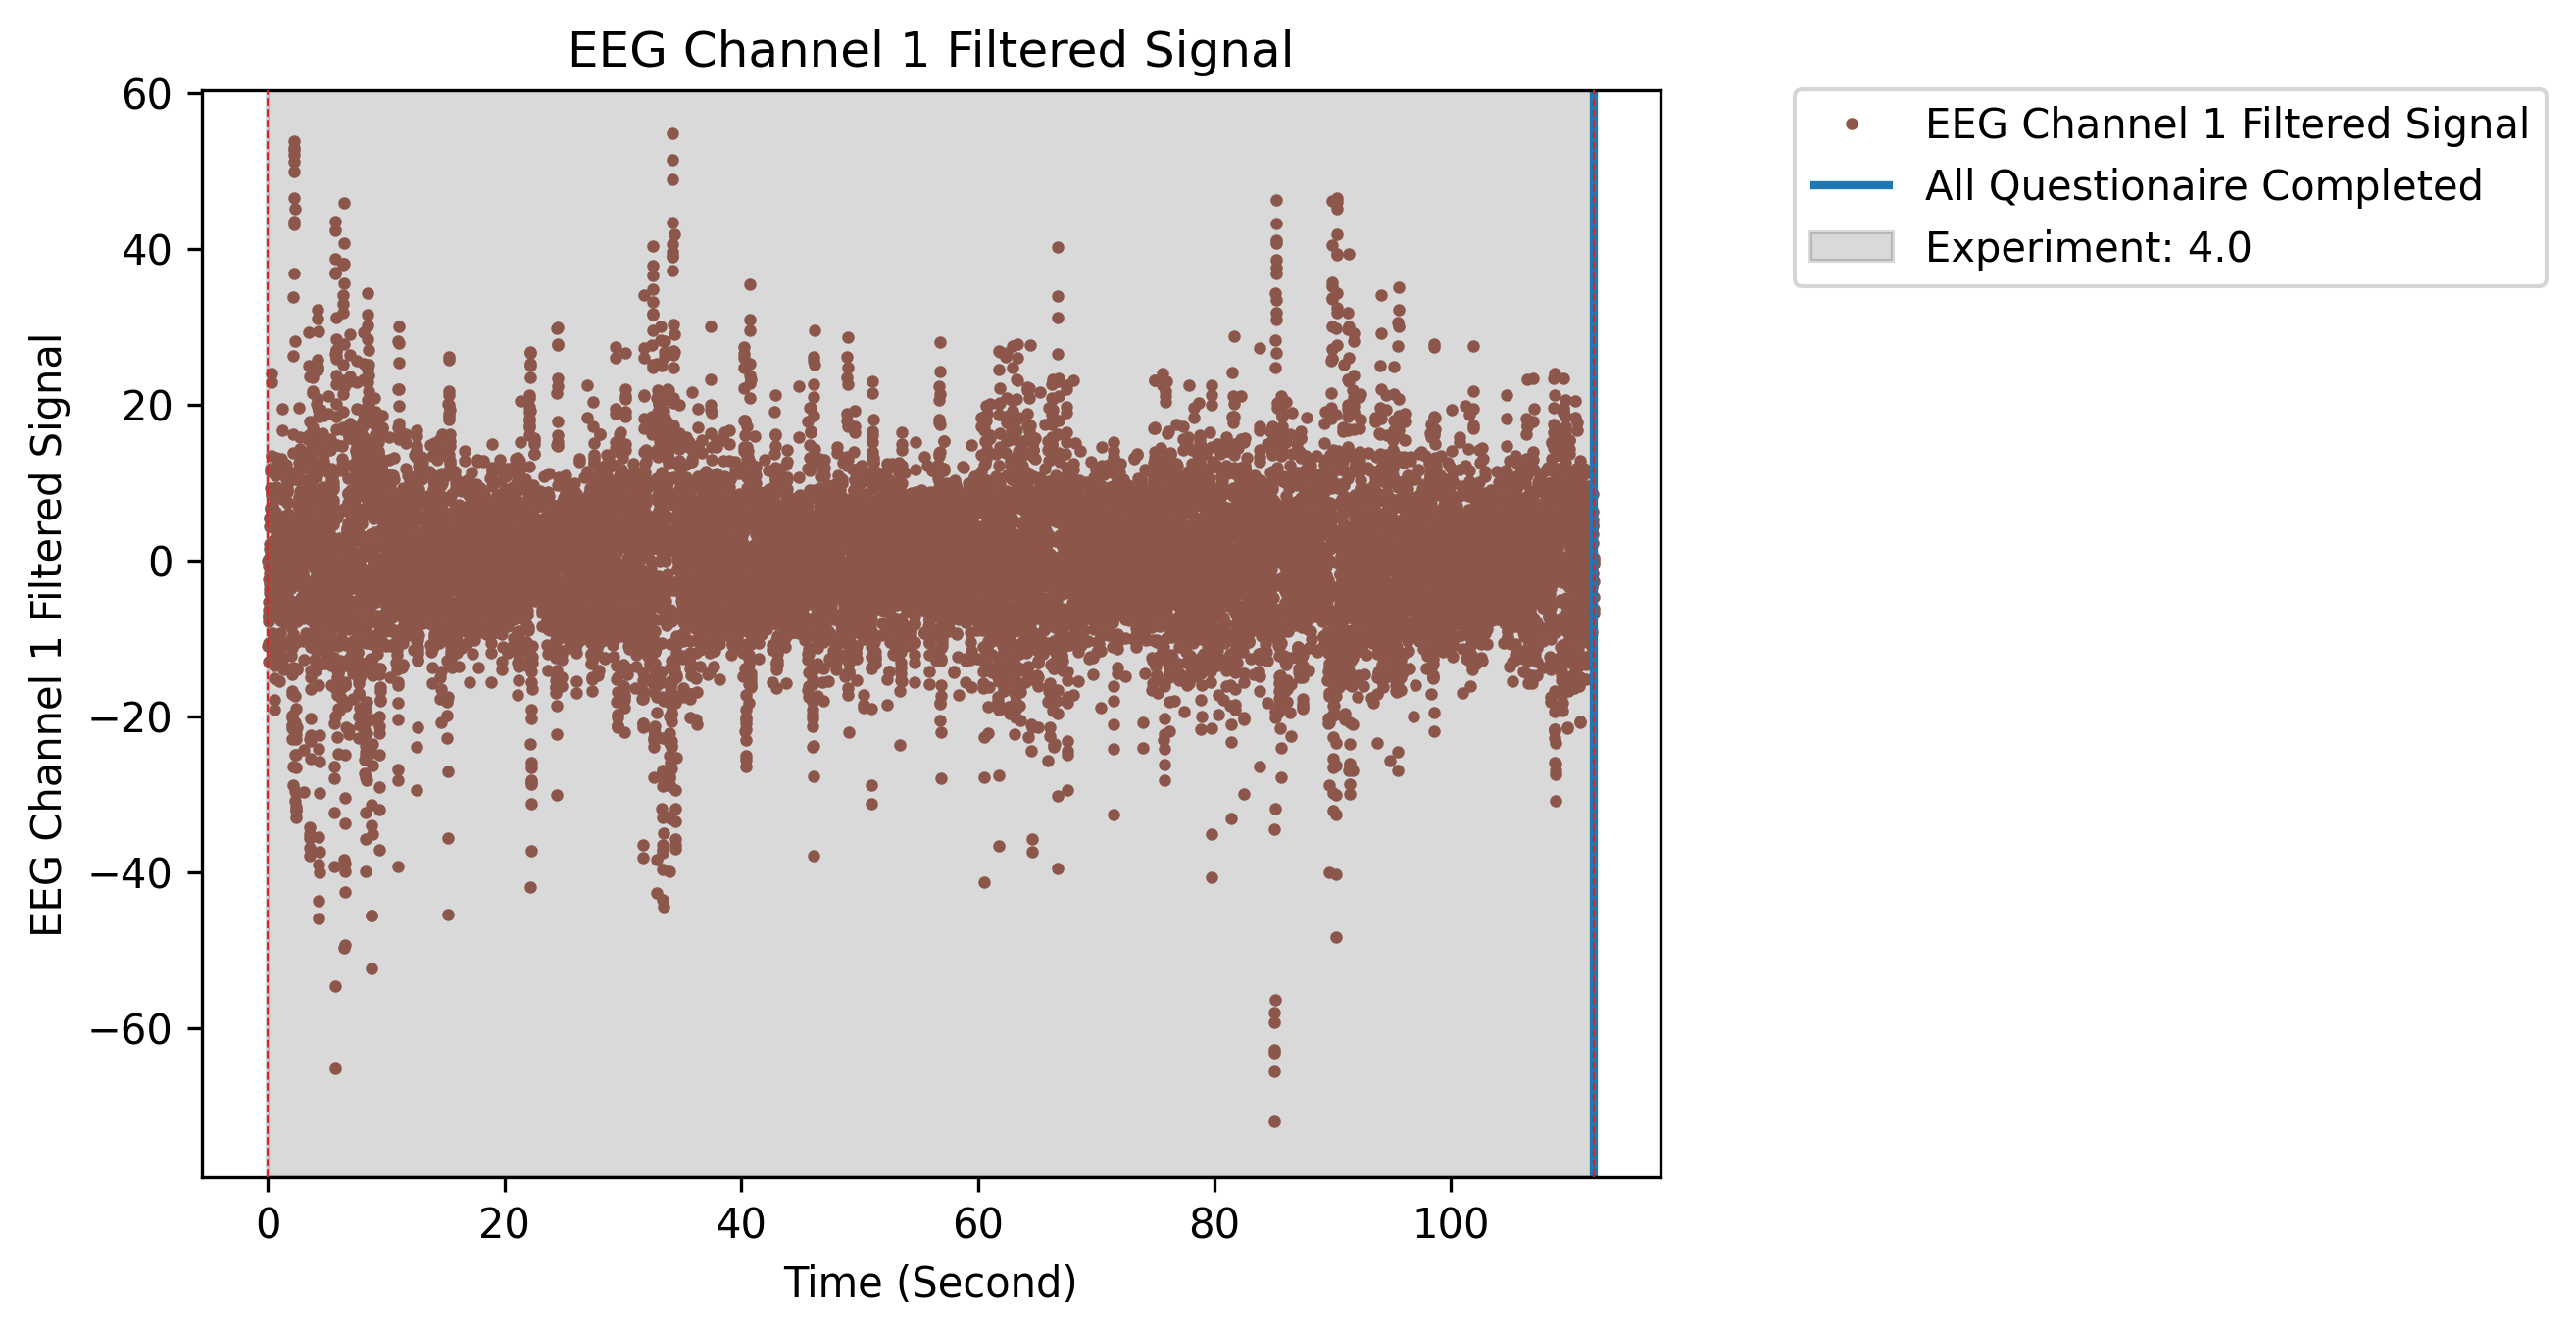 EEG Channel 1 Filtered Signal
60
40
20
0
−20
−40
−60
EEG Channel 1 Filtered Signal
0 20 40 60 80 100
Time (Second)
EEG Channel 1 Filtered Signal
All Questionaire Completed
Experiment: 4.0